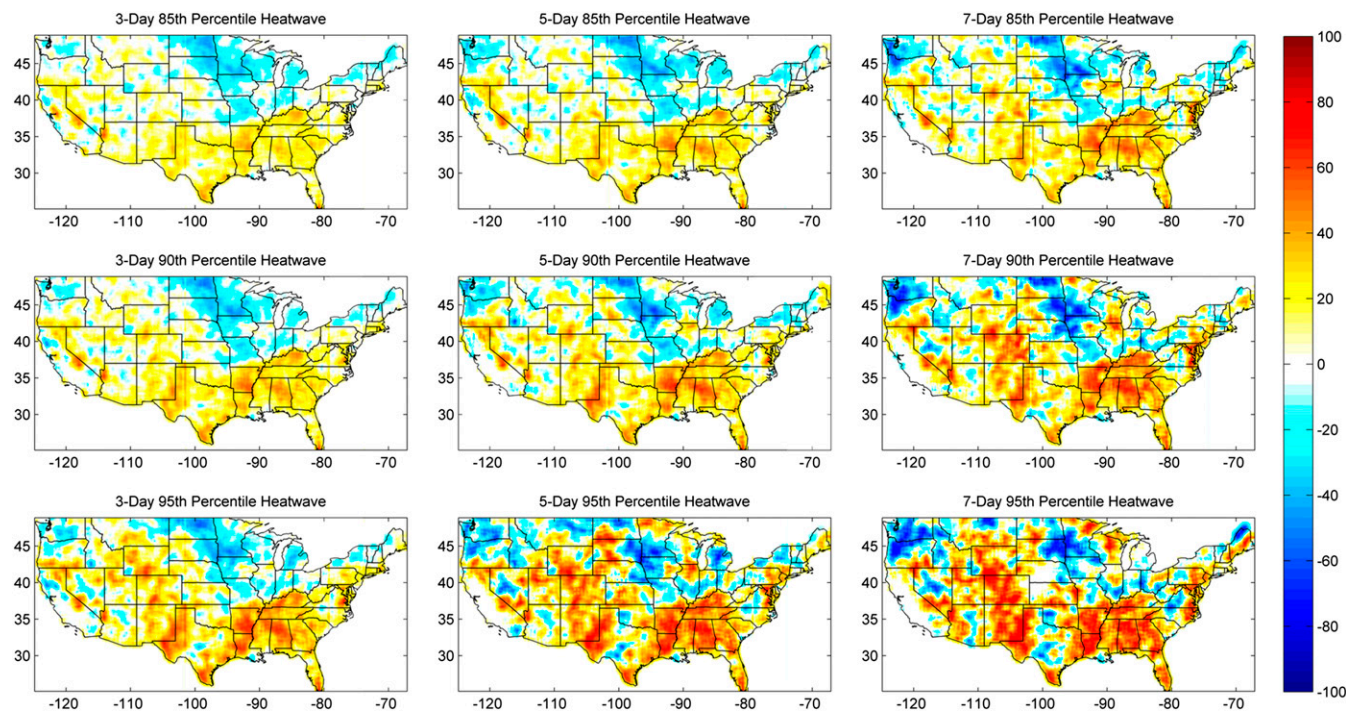 3-Day 85th Percentile Heatwave
5-Day 85th Percentile Heatwave
7-Day 85th Percentile Heatwave
45
40
35
30
-120 -110 -100 -90 -80 -70
45
40
35
30
-120 -110 -100 -90 -80 -70
45
40
35
30
-120 -110 -100 -90 -80 -70
3-Day 90th Percentile Heatwave
5-Day 90th Percentile Heatwave
7-Day 90th Percentile Heatwave
45
40
35
30
-120 -110 -100 -90 -80 -70
45
40
35
30
-120 -110 -100 -90 -80 -70
45
40
35
30
-120 -110 -100 -90 -80 -70
3-Day 95th Percentile Heatwave
5-Day 95th Percentile Heatwave
7-Day 95th Percentile Heatwave
45
40
35
30
-120 -110 -100 -90 -80 -70
45
40
35
30
-120 -110 -100 -90 -80 -70
45
40
35
30
-120 -110 -100 -90 -80 -70
100
80
60
40
20
0
-20
-40
-60
-80
-100